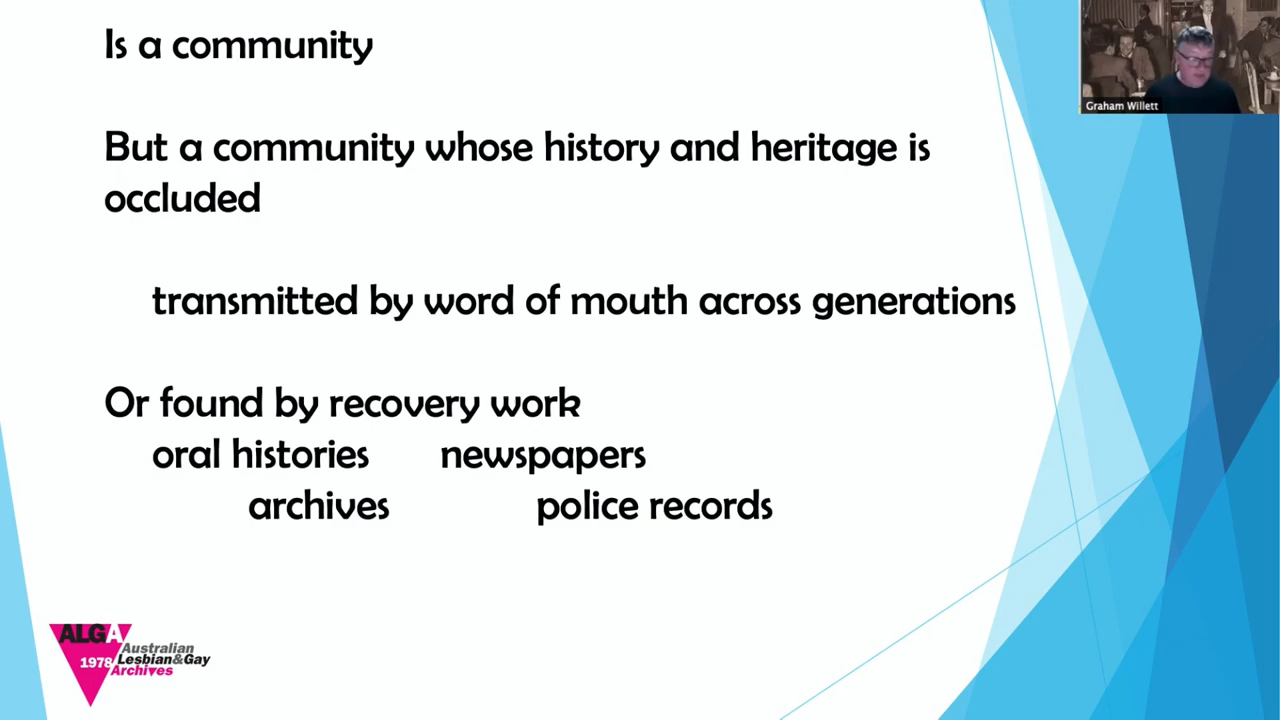 Is a community
But a community whose history and heritage is
occluded
transmitted by word of mouth across generations
Or found by recovery work
oral histories newspapers
archives police records
Graham Willett
ALGA
1978
Australian
Lesbian&Gay
Archives